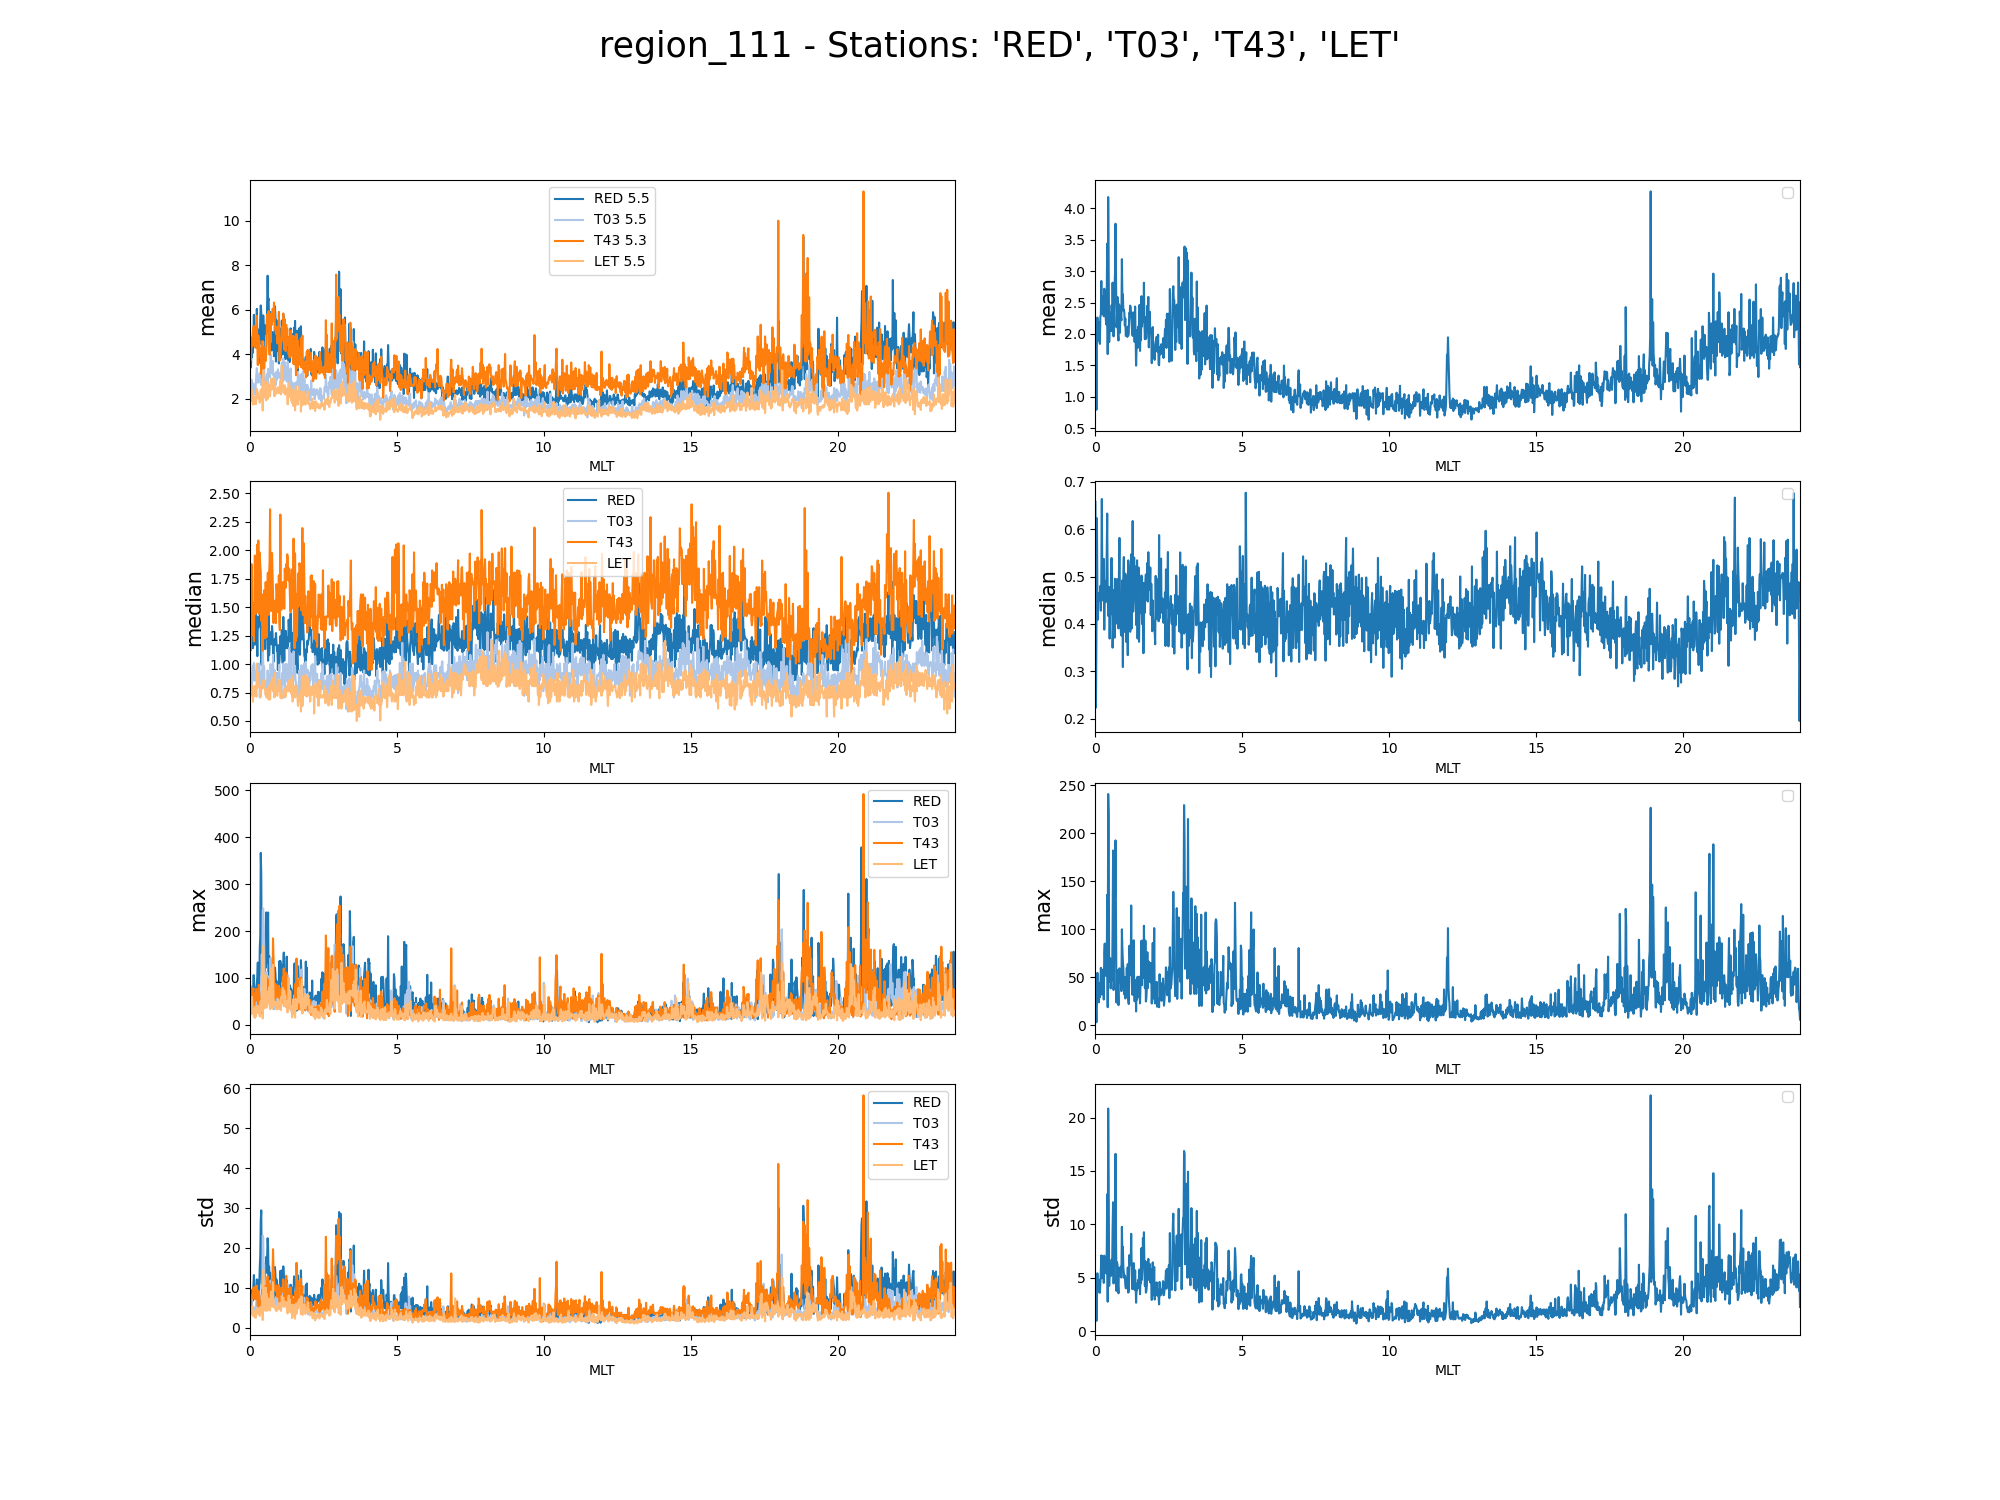 region_111 - Stations: 'RED', 'T03', 'T43', 'LET'
mean
10
8
6
4
2
RED 5.5
T03 5.5
T43 5.3
LET 5.5
0 5 10 15 20
MLT
mean
4.0
3.5
3.0
2.5
2.0
1.5
1.0
0.5
0 5 10 15 20
MLT
median
2.50
2.25
2.00
1.75
1.50
1.25
1.00
0.75
0.50
RED
T03
T43
LET
0 5 10 15 20
MLT
median
0.7
0.6
0.5
0.4
0.3
0.2
0 5 10 15 20
MLT
max
500
400
300
200
100
0
RED
T03
T43
LET
0 5 10 15 20
MLT
max
250
200
150
100
50
0
0 5 10 15 20
MLT
std
60
50
40
30
20
10
0
RED
T03
T43
LET
0 5 10 15 20
MLT
std
20
15
10
5
0
0 5 10 15 20
MLT